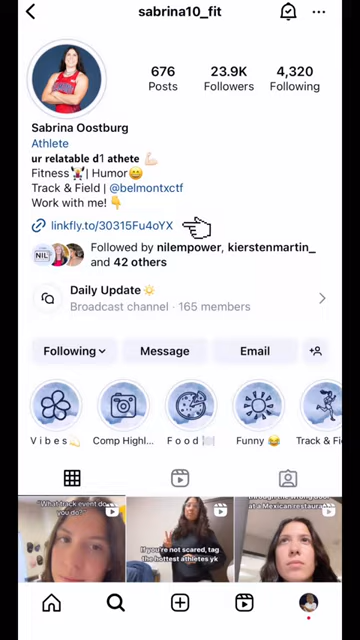 sabrina10_fit
676
23.9K
4,320
Posts
Followers
Following
Sabrina Oostburg
Athlete
ur relatable d1 athete 💪🏻
Fitness🏋️| Humor😄
Track & Field | @belmontxctf
Work with me! 👇
linkfly.to/30315Fu4oYX
NIL
Followed by nilempower, kierstenmartin_
and 42 others
Daily Update☀️
Broadcast channel · 165 members
Following
Message
Email
V i b e s 💫
Comp Highl...
F o o d 🍽️
Funny 😂
Track & Fi
"What track event do
you do?"
If you're not scared, tag
the hottest athletes yk
at a Mexican restaurant